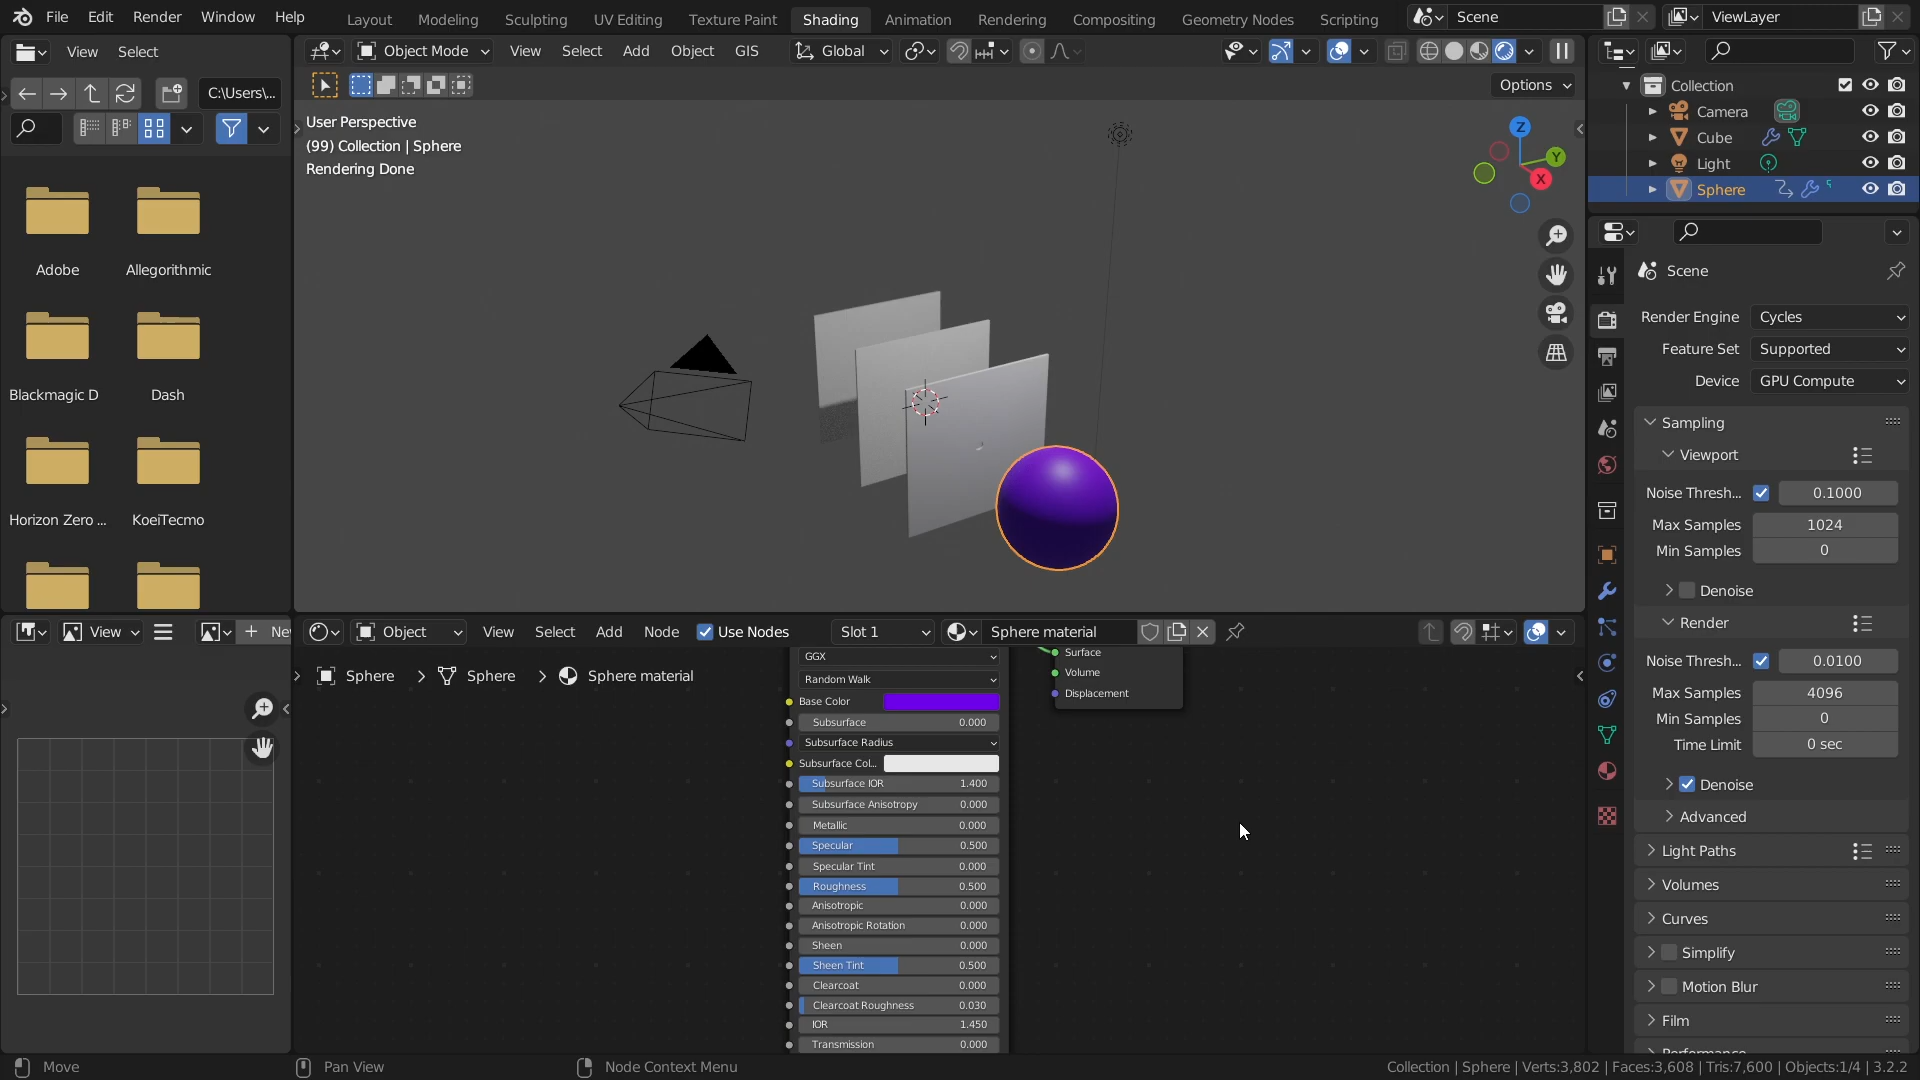 File Edit Render Window Help
Layout Modeling Sculpting UV Editing Texture Paint Shading Animation Rendering Compositing Geometry Nodes Scripting
Scene
ViewLayer
View Select
Object Mode View Select Add Object GIS
Global
C:\Users\...
Options
User Perspective
(99) Collection | Sphere
Rendering Done
Z
Y
X
Adobe
Allegorithmic
Blackmagic D
Dash
Horizon Zero ...
KoeiTecmo
Collection
Camera
Cube
Light
Sphere
Scene
Render Engine Cycles
Feature Set Supported
Device GPU Compute
Sampling
Viewport
Noise Thresh... 0.1000
Max Samples 1024
Min Samples 0
Denoise
Render
Noise Thresh... 0.0100
Max Samples 4096
Min Samples 0
Time Limit 0 sec
Denoise
Advanced
Light Paths
Volumes
Curves
Simplify
Motion Blur
Film
View
Ne
Object View Select Add Node Use Nodes Slot 1 Sphere material
Sphere > Sphere > Sphere material
GGX
Random Walk
Base Color
Subsurface 0.000
Subsurface Radius
Subsurface Col...
Subsurface IOR 1.400
Subsurface Anisotropy 0.000
Metallic 0.000
Specular 0.500
Specular Tint 0.000
Roughness 0.500
Anisotropic 0.000
Anisotropic Rotation 0.000
Sheen 0.000
Sheen Tint 0.500
Clearcoat 0.000
Clearcoat Roughness 0.030
IOR 1.450
Transmission 0.000
Surface
Volume
Displacement
Move
Pan View
Node Context Menu
Collection | Sphere | Verts:3,802 | Faces:3,608 | Tris:7,600 | Objects:1/4 | 3.2.2